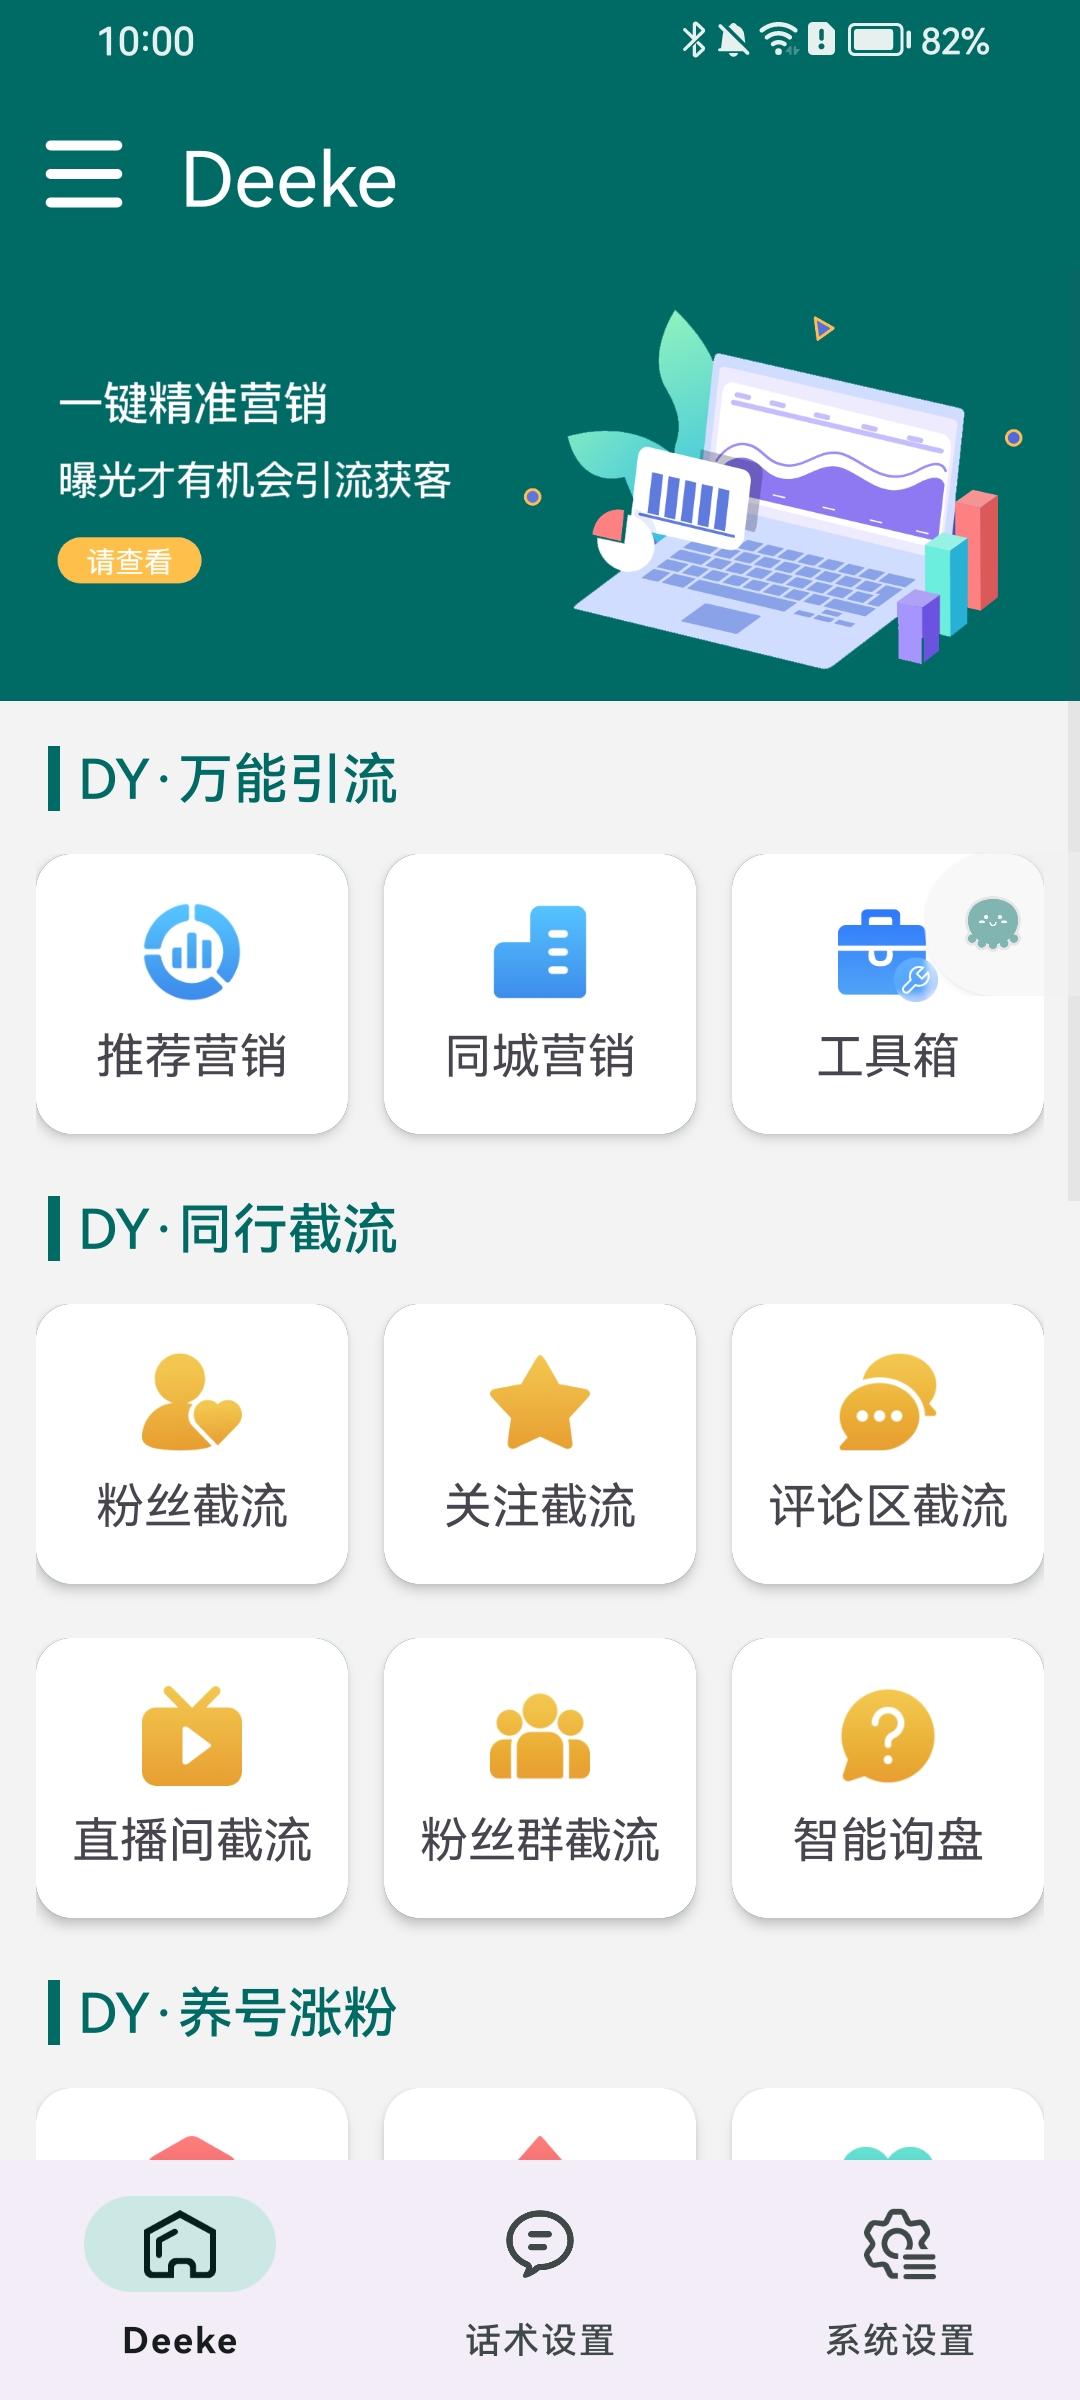 10:00
82%
Deeke
一键精准营销
曝光才有机会引流获客
请查看
DY·万能引流
推荐营销
同城营销
工具箱
DY·同行截流
粉丝截流
关注截流
评论区截流
直播间截流
粉丝群截流
智能询盘
DY·养号涨粉
Deeke
话术设置
系统设置